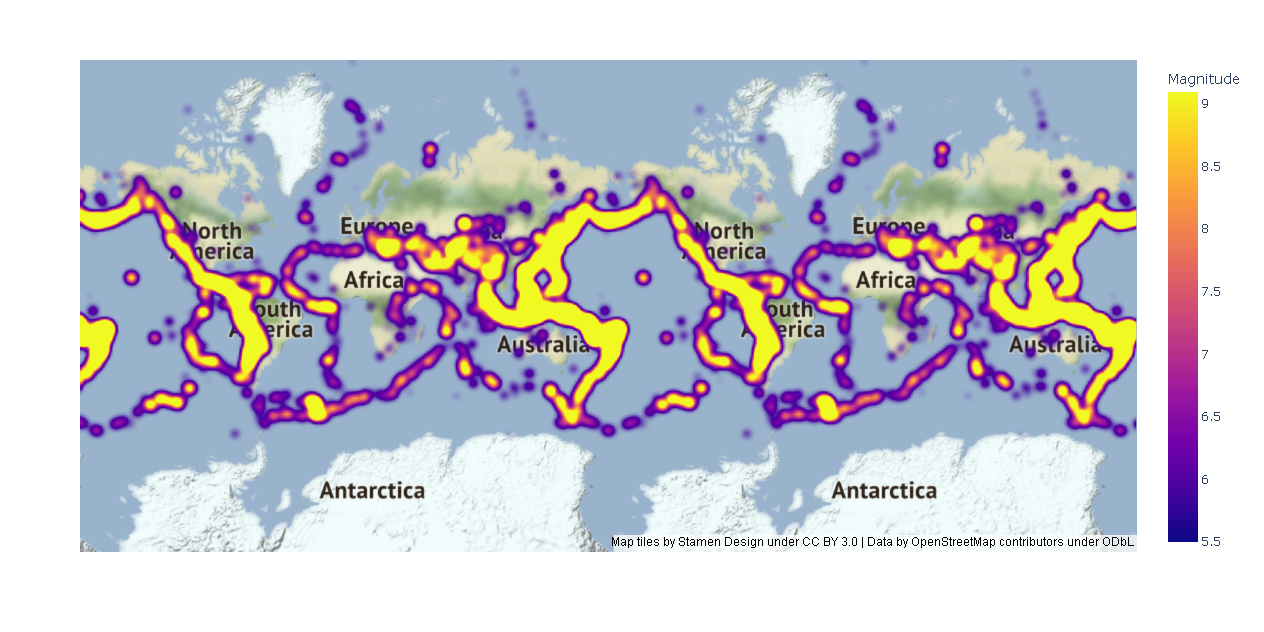 Magnitude
9
8.5
8
7.5
7
6.5
6
5.5
North
America
Europe
Africa
South
America
Australia
Antarctica
North
America
Europe
Africa
South
America
Australia
Antarctica
Map tiles by Stamen Design under CC BY 3.0 | Data by OpenStreetMap contributors under ODbL